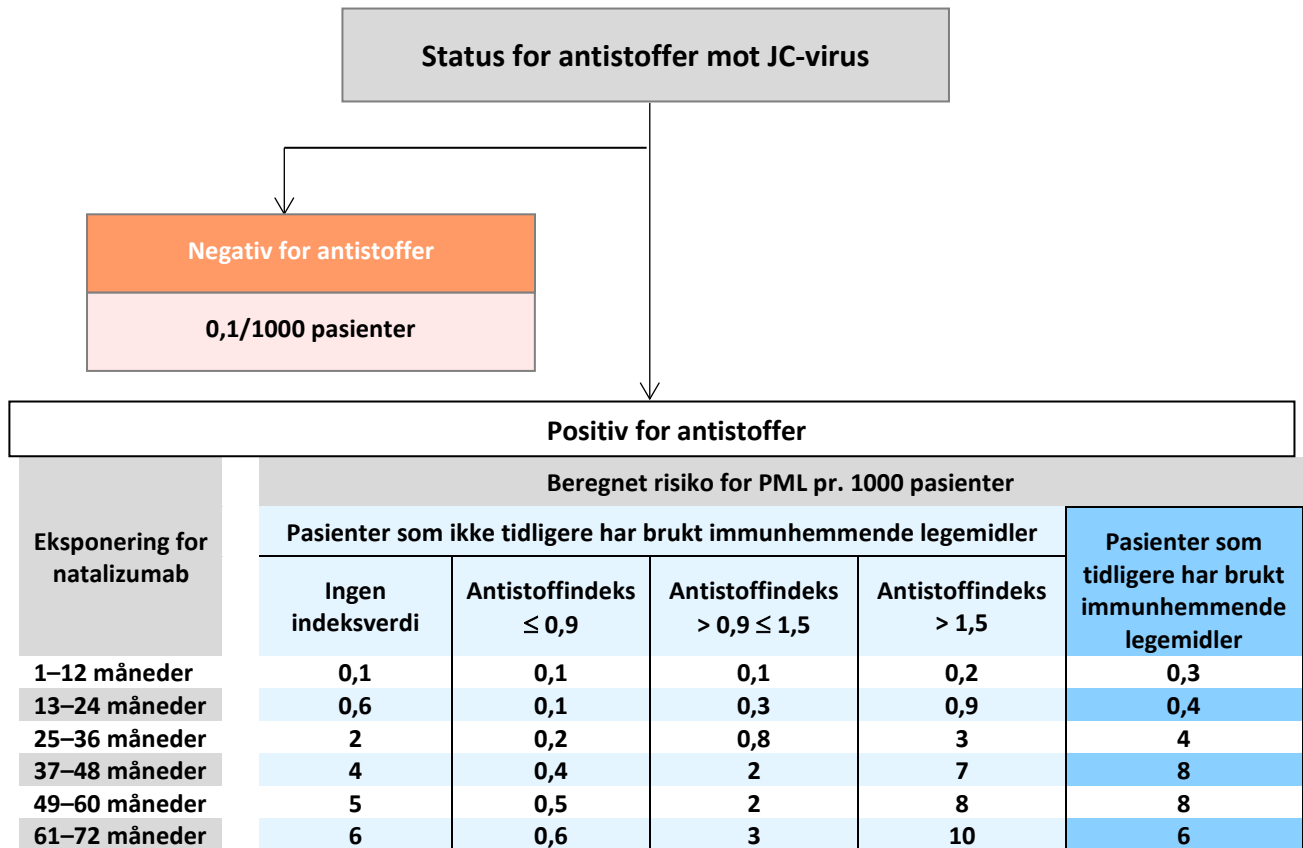 Status for antistoffer mot JC-virus
Negativ for antistoffer
0,1/1000 pasienter
Positiv for antistoffer
Eksponering for
natalizumab
Beregnet risiko for PML pr. 1000 pasienter
Pasienter som ikke tidligere har brukt immunhemmende legemidler
Pasienter som
tidligere har brukt
immunhemmende
legemidler
Ingen
indeksverdi
Antistoffindeks
≤ 0,9
Antistoffindeks
> 0,9 ≤ 1,5
Antistoffindeks
> 1,5
1–12 måneder 0,1 0,1 0,1 0,2 0,3
13–24 måneder 0,6 0,1 0,3 0,9 0,4
25–36 måneder 2 0,2 0,8 3 4
37–48 måneder 4 0,4 2 7 8
49–60 måneder 5 0,5 2 8 8
61–72 måneder 6 0,6 3 10 6